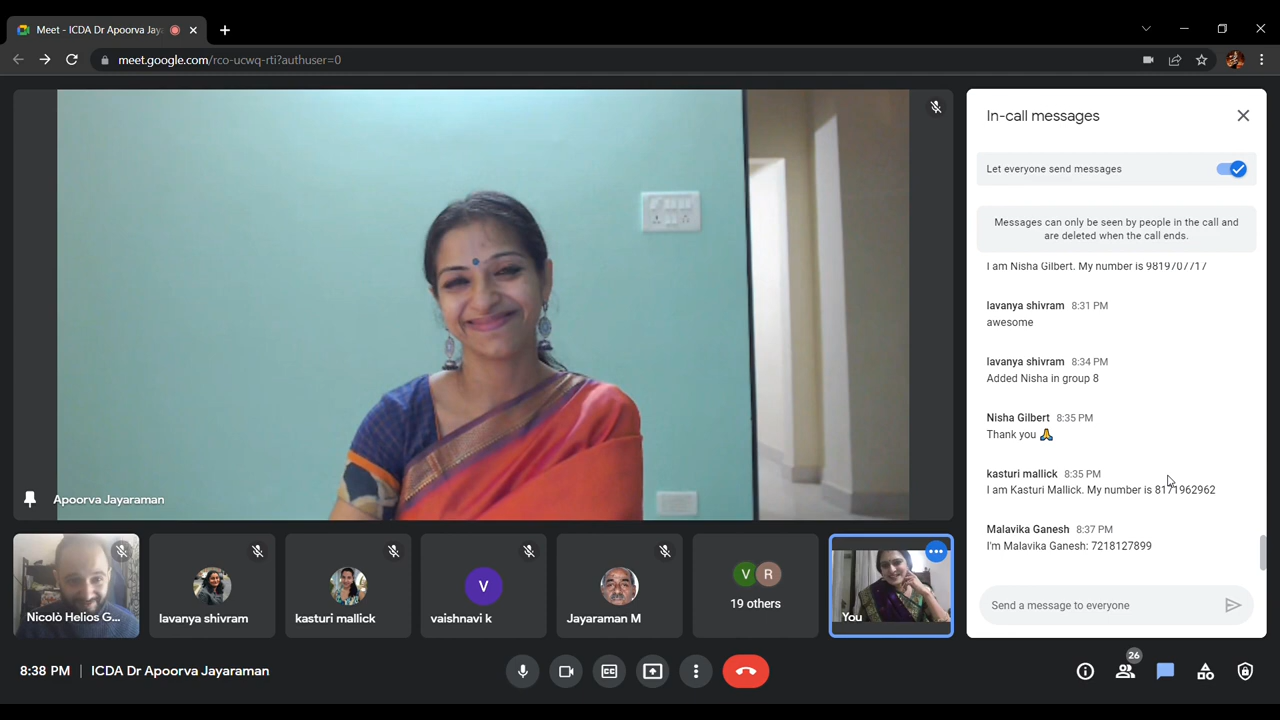 Meet - ICDA Dr Apoorva Jay
meet.google.com/rco-ucwq-rti?authuser=0
Apoorva Jayaraman
In-call messages
Let everyone send messages
Messages can only be seen by people in the call and
are deleted when the call ends.
I am Nisha Gilbert. My number is 9819707717
lavanya shivram 8:31 PM
awesome
lavanya shivram 8:34 PM
Added Nisha in group 8
Nisha Gilbert 8:35 PM
Thank you 🙏
kasturi mallick 8:35 PM
I am Kasturi Mallick. My number is 8171962962
Malavika Ganesh 8:37 PM
I'm Malavika Ganesh: 7218127899
Send a message to everyone
Nicolò Helios G...
lavanya shivram
kasturi mallick
V
vaishnavi k
Jayaraman M
V R
19 others
You
8:38 PM | ICDA Dr Apoorva Jayaraman
CC
26